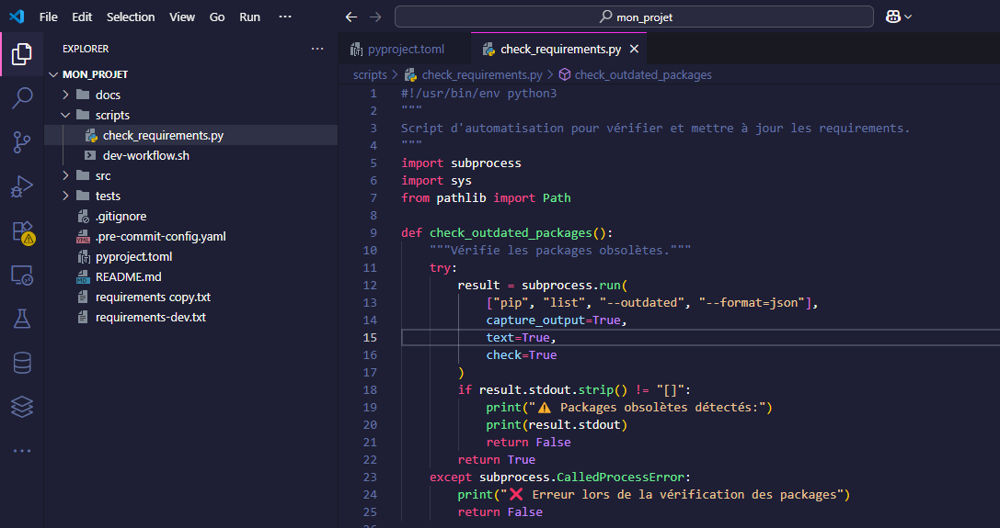 File Edit Selection View Go Run ···
mon_projet
EXPLORER ···
MON_PROJET
docs
scripts
check_requirements.py
dev-workflow.sh
src
tests
.gitignore
.pre-commit-config.yaml
pyproject.toml
README.md
requirements copy.txt
requirements-dev.txt
pyproject.toml
check_requirements.py
scripts > check_requirements.py > check_outdated_packages
1 #!/usr/bin/env python3
2 """
3 Script d'automatisation pour vérifier et mettre à jour les requirements.
4 """
5 import subprocess
6 import sys
7 from pathlib import Path
8
9 def check_outdated_packages():
10     """Vérifie les packages obsolètes."""
11     try:
12         result = subprocess.run(
13             ["pip", "list", "--outdated", "--format=json"],
14             capture_output=True,
15             text=True,
16             check=True
17         )
18         if result.stdout.strip() != "[]":
19             print("⚠️ Packages obsolètes détectés:")
20             print(result.stdout)
21             return False
22         return True
23     except subprocess.CalledProcessError:
24         print("❌ Erreur lors de la vérification des packages")
25         return False